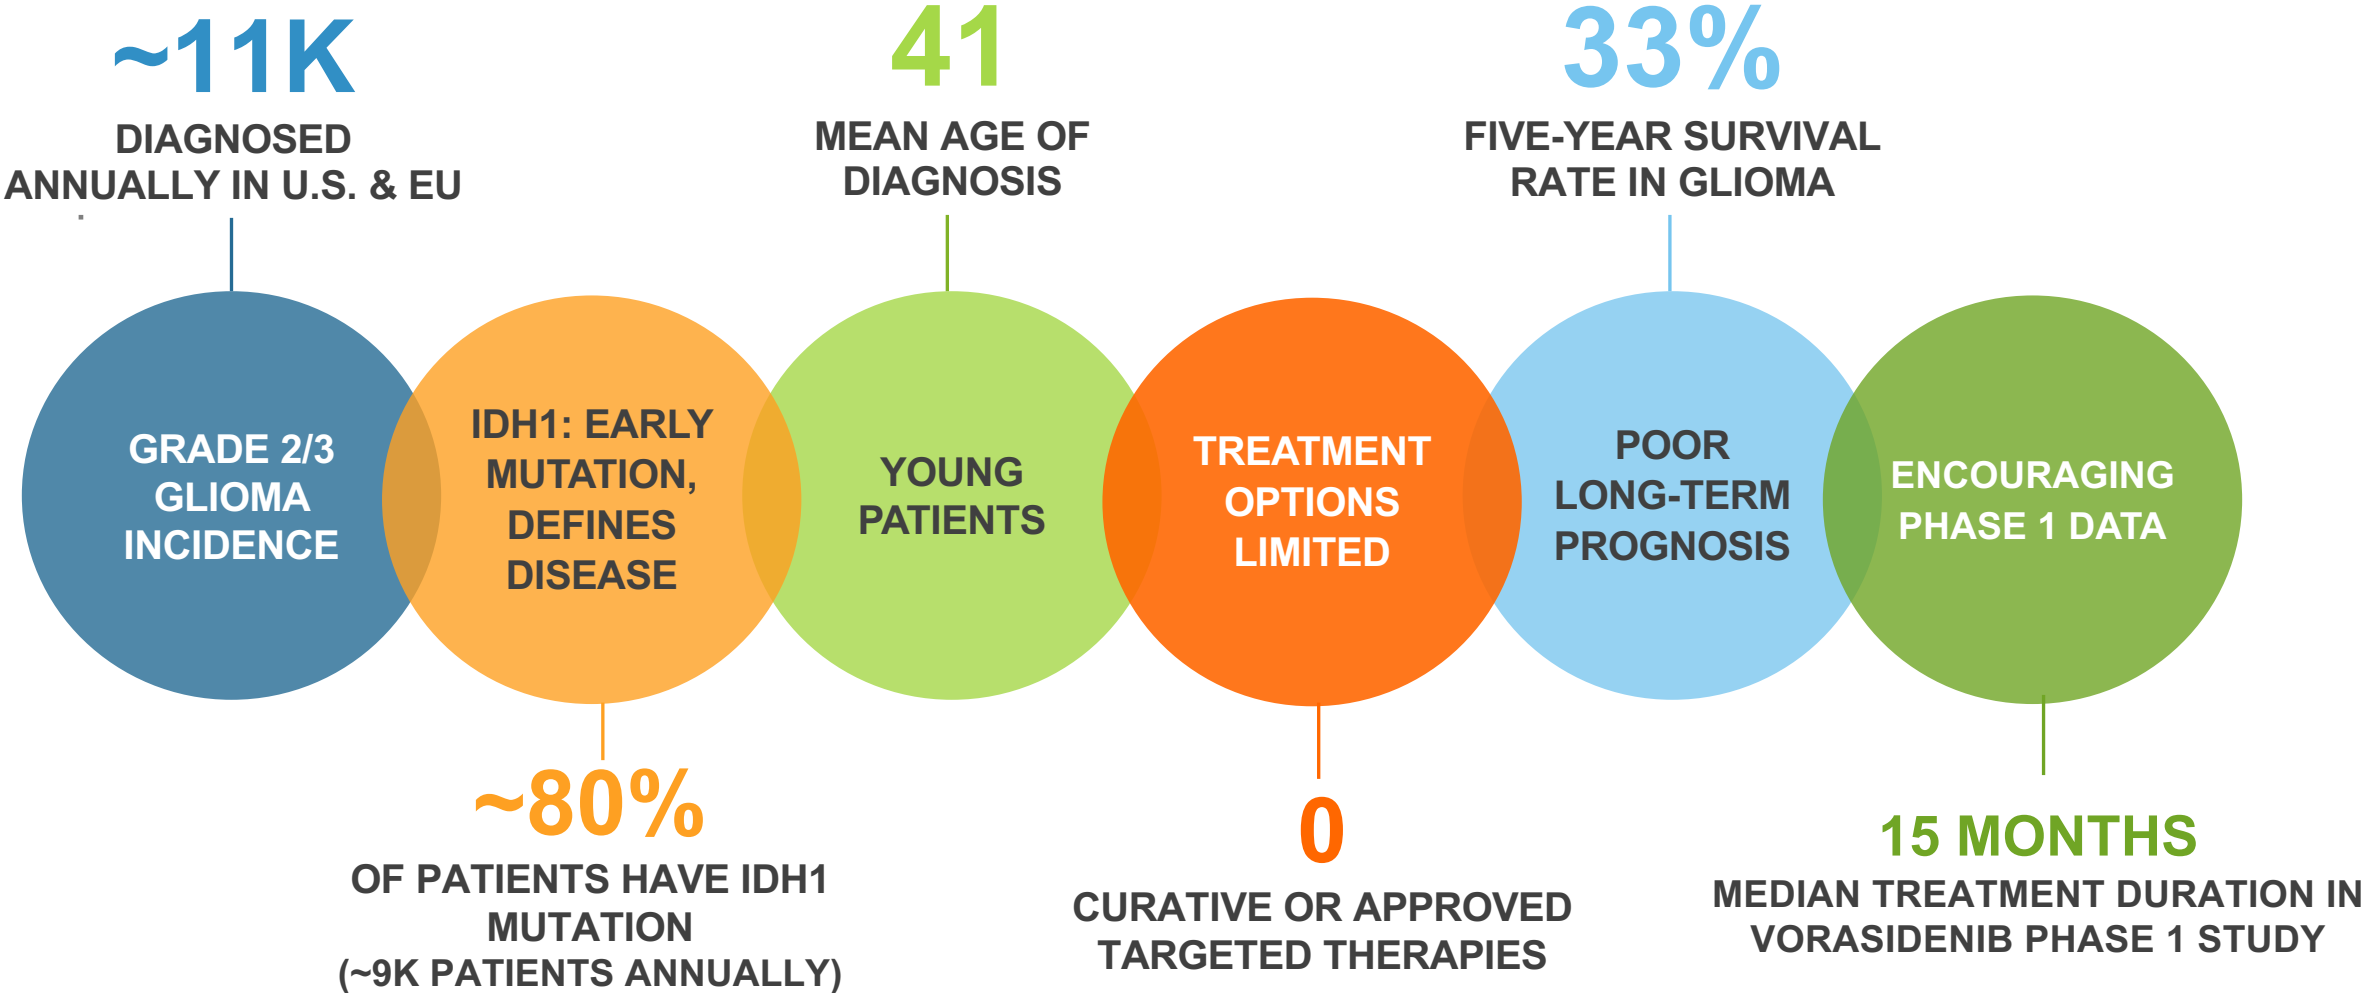 ~11K
DIAGNOSED
ANNUALLY IN U.S. & EU
GRADE 2/3
GLIOMA
INCIDENCE
IDH1: EARLY
MUTATION,
DEFINES
DISEASE
~80%
OF PATIENTS HAVE IDH1
MUTATION
(~9K PATIENTS ANNUALLY)
41
MEAN AGE OF
DIAGNOSIS
YOUNG
PATIENTS
TREATMENT
OPTIONS
LIMITED
0
CURATIVE OR APPROVED
TARGETED THERAPIES
33%
FIVE-YEAR SURVIVAL
RATE IN GLIOMA
POOR
LONG-TERM
PROGNOSIS
ENCOURAGING
PHASE 1 DATA
15 MONTHS
MEDIAN TREATMENT DURATION IN
VORASIDENIB PHASE 1 STUDY